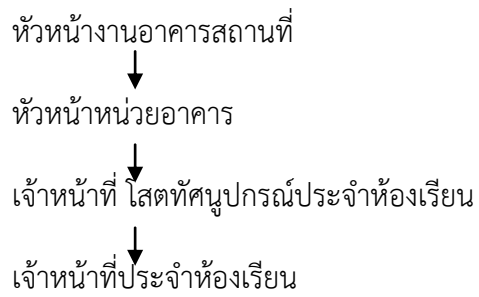 หัวหน้างานอาคารสถานที่
หัวหน้าหน่วยอาคาร
เจ้าหน้าที่ โสตทัศนูปกรณ์ประจำห้องเรียน
เจ้าหน้าที่ประจำห้องเรียน